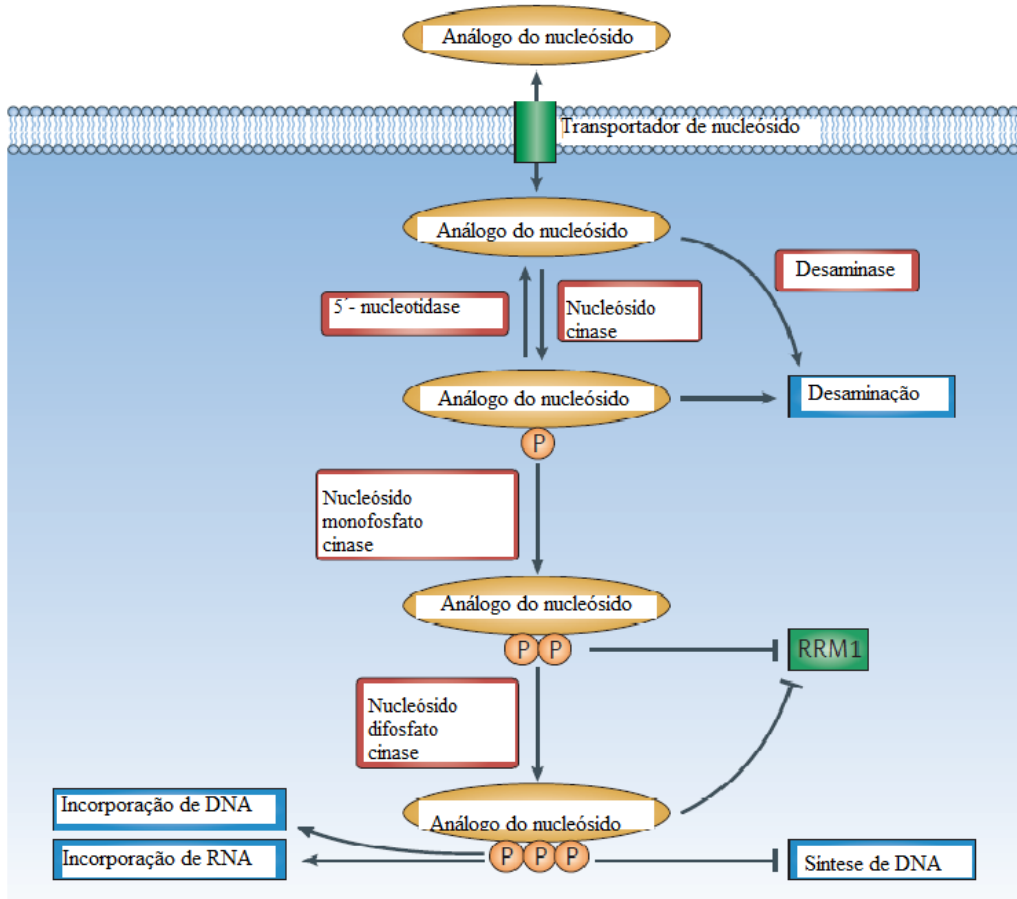 Análogo do nucleósido
Transportador de nucleósido
Análogo do nucleósido
Desaminase
5´- nucleotidase
Nucleósido
cinase
Análogo do nucleósido
P
Desaminação
Nucleósido
monofosfato
cinase
Análogo do nucleósido
P P
RRM1
Nucleósido
difosfato
cinase
Análogo do nucleósido
P P P
Incorporação de DNA
Incorporação de RNA
Síntese de DNA